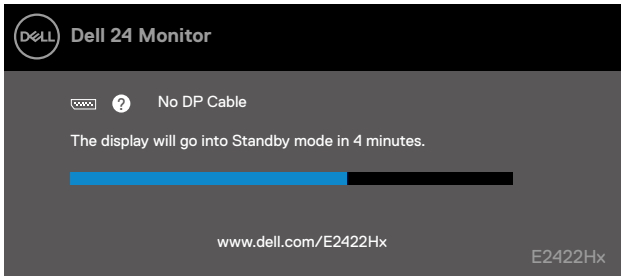 DELL Dell 24 Monitor
? No DP Cable
The display will go into Standby mode in 4 minutes.
www.dell.com/E2422Hx
E2422Hx